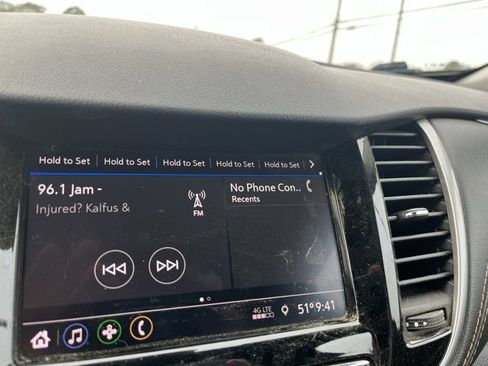 Hold to Set Hold to Set Hold to Set Hold to Set Hold to Set >
96.1 Jam -
Injured? Kalfus &
FM
No Phone Con..
Recents
4G LTE
51° 9:41